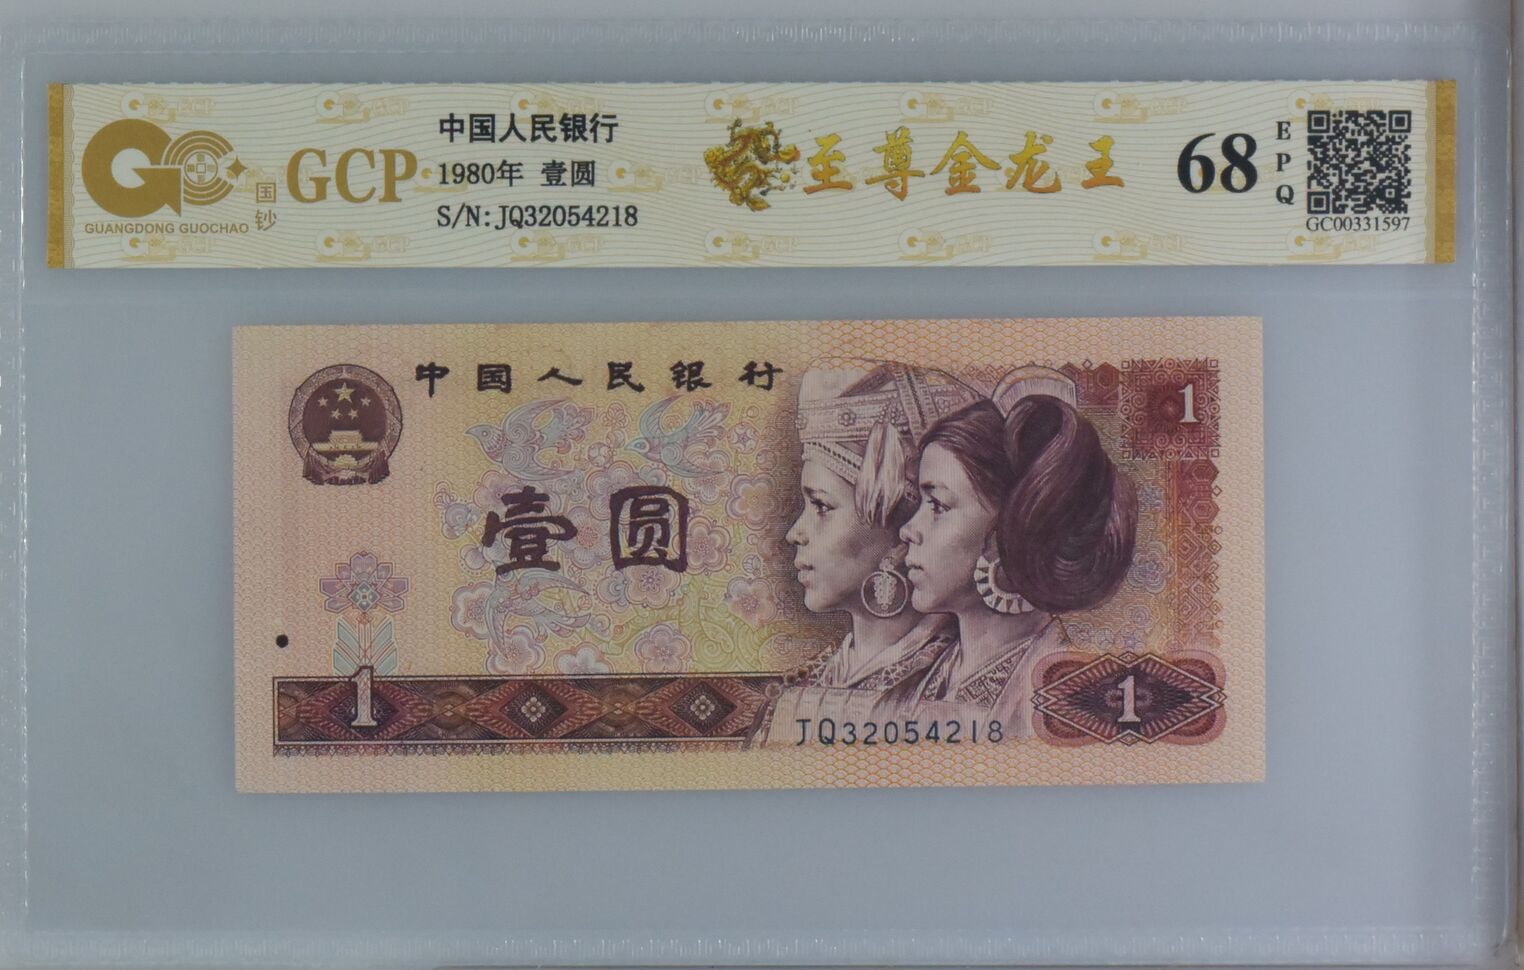 中国人民银行
1980年 壹圆
S/N:JQ32054218
GCP
国钞
GUANGDONG GUOCHAO
至尊金龙王
68
EPQ
GC00331597
中国人民银行
1
壹圆
1
1
JQ32054218